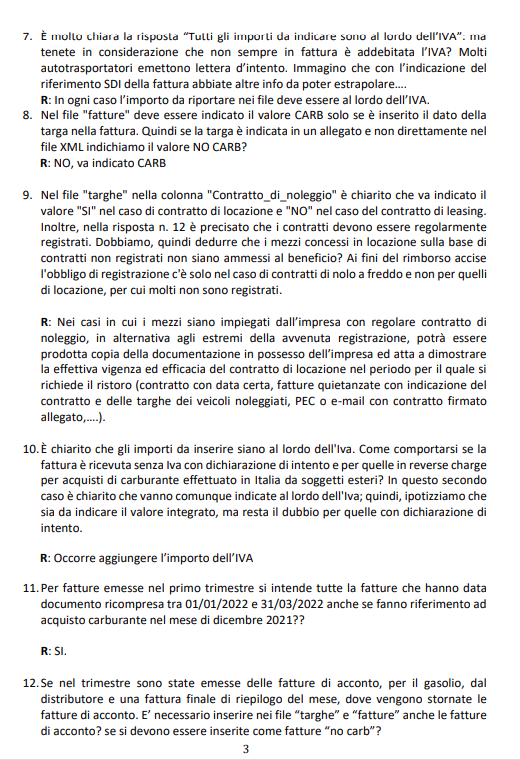 7. È molto chiara la risposta “Tutti gli importi da indicare sono al lordo dell’IVA”: ma
tenete in considerazione che non sempre in fattura è addebitata l’IVA? Molti
autotrasportatori emettono lettera d’intento. Immagino che con l’indicazione del
riferimento SDI della fattura abbiate altre info da poter estrapolare....
R: In ogni caso l’importo da riportare nei file deve essere al lordo dell’IVA.
8. Nel file "fatture" deve essere indicato il valore CARB solo se è inserito il dato della
targa nella fattura. Quindi se la targa è indicata in un allegato e non direttamente nel
file XML indichiamo il valore NO CARB?
R: NO, va indicato CARB
9. Nel file "targhe" nella colonna "Contratto_di_noleggio" è chiarito che va indicato il
valore "SI" nel caso di contratto di locazione e "NO" nel caso del contratto di leasing.
Inoltre, nella risposta n. 12 è precisato che i contratti devono essere regolarmente
registrati. Dobbiamo, quindi dedurre che i mezzi concessi in locazione sulla base di
contratti non registrati non siano ammessi al beneficio? Ai fini del rimborso accise
l'obbligo di registrazione c'è solo nel caso di contratti di nolo a freddo e non per quelli
di locazione, per cui molti non sono registrati.
R: Nei casi in cui i mezzi siano impiegati dall’impresa con regolare contratto di
noleggio, in alternativa agli estremi della avvenuta registrazione, potrà essere
prodotta copia della documentazione in possesso dell’impresa ed atta a dimostrare
la effettiva vigenza ed efficacia del contratto di locazione nel periodo per il quale si
richiede il ristoro (contratto con data certa, fatture quietanzate con indicazione del
contratto e delle targhe dei veicoli noleggiati, PEC o e-mail con contratto firmato
allegato,....).
10. È chiarito che gli importi da inserire siano al lordo dell'Iva. Come comportarsi se la
fattura è ricevuta senza Iva con dichiarazione di intento e per quelle in reverse charge
per acquisti di carburante effettuato in Italia da soggetti esteri? In questo secondo
caso è chiarito che vanno comunque indicate al lordo dell'Iva; quindi, ipotizziamo che
sia da indicare il valore integrato, ma resta il dubbio per quelle con dichiarazione di
intento.
R: Occorre aggiungere l’importo dell’IVA
11. Per fatture emesse nel primo trimestre si intende tutte la fatture che hanno data
documento ricompresa tra 01/01/2022 e 31/03/2022 anche se fanno riferimento ad
acquisto carburante nel mese di dicembre 2021??
R: SI.
12. Se nel trimestre sono state emesse delle fatture di acconto, per il gasolio, dal
distributore e una fattura finale di riepilogo del mese, dove vengono stornate le
fatture di acconto. E’ necessario inserire nei file “targhe” e “fatture” anche le fatture
di acconto? se si devono essere inserite come fatture “no carb”?
3